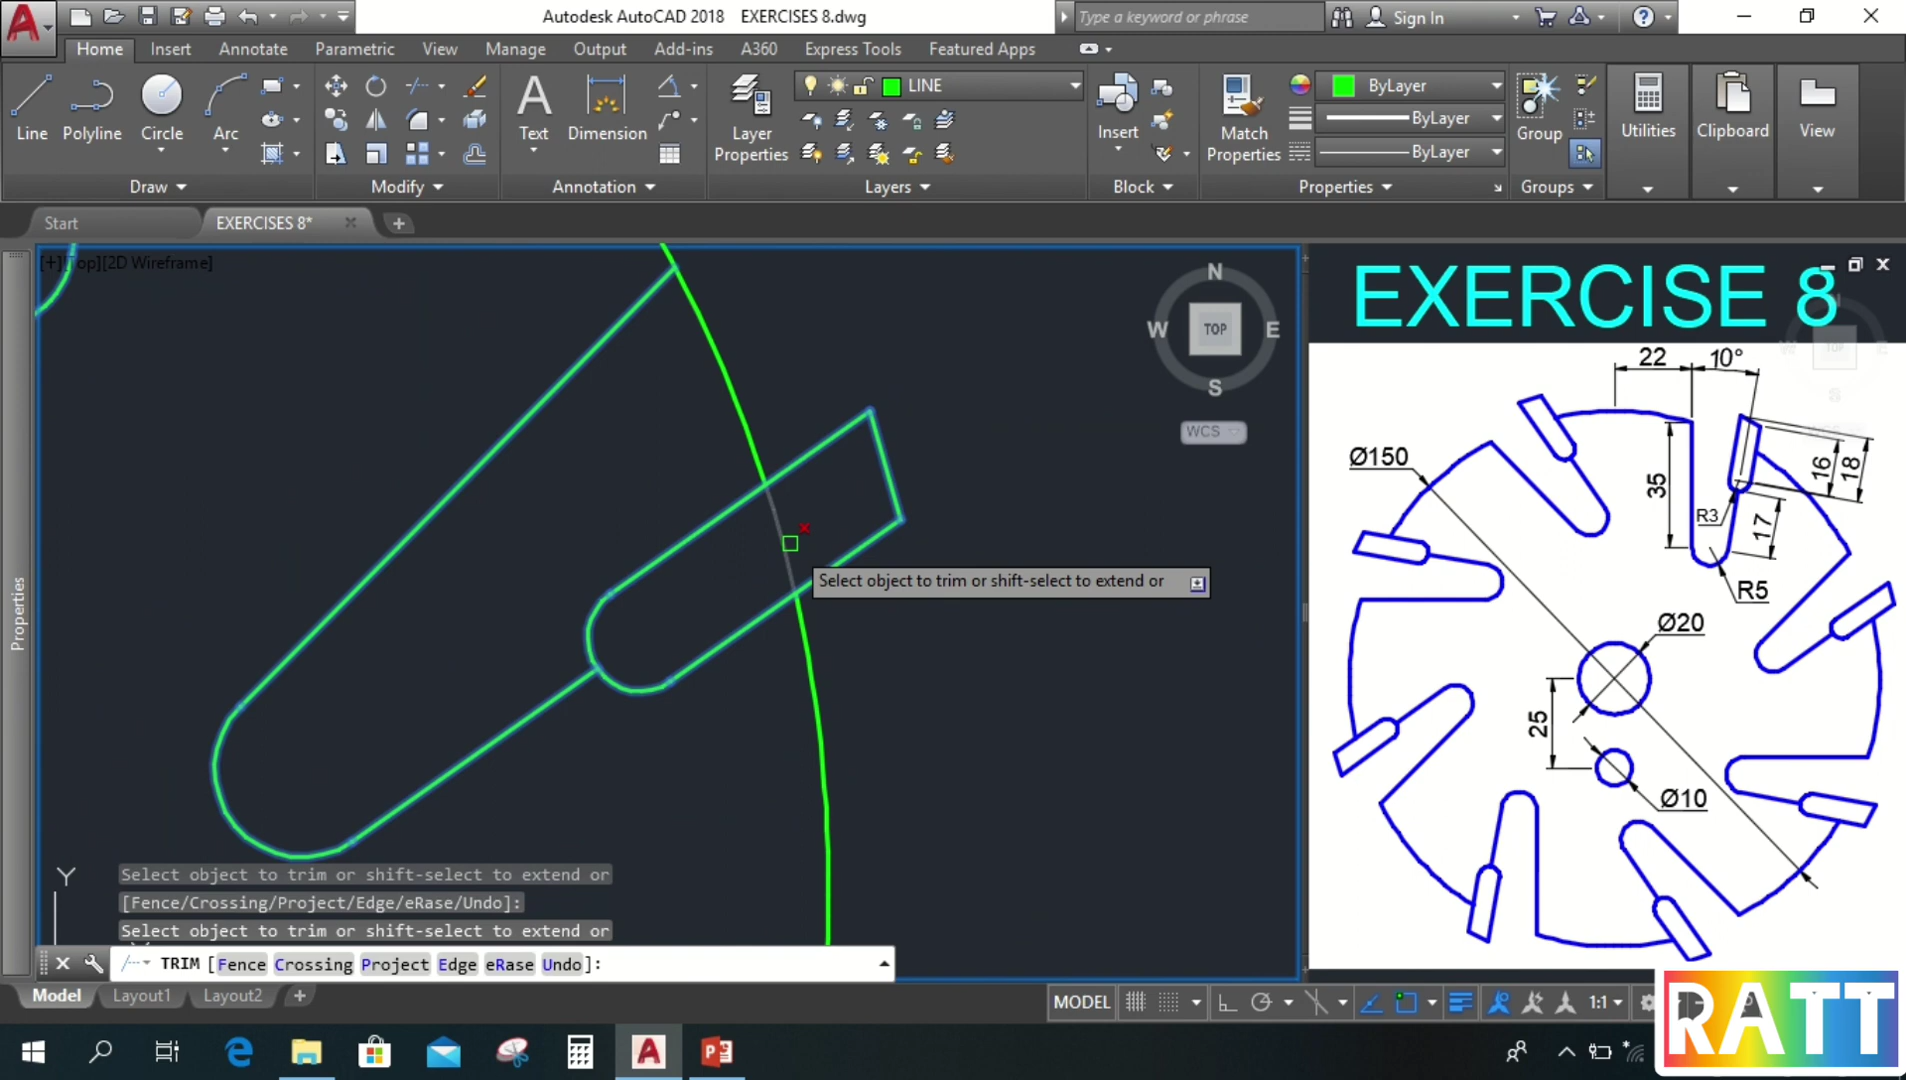 Autodesk AutoCAD 2018 EXERCISES 8.dwg
Type a keyword or phrase
Sign In
Home Insert Annotate Parametric View Manage Output Add-ins A360 Express Tools Featured Apps
Line Polyline Circle Arc
Text Dimension
Layer Properties
LINE
Insert
Match Properties
ByLayer
ByLayer
ByLayer
Group
Utilities
Clipboard
View
Draw Modify Annotation Layers Block Properties Groups
Start EXERCISES 8*
[+][Top][2D Wireframe]
N
W TOP E
S
WCS
Select object to trim or shift-select to extend or
Properties
Y
Select object to trim or shift-select to extend or
[Fence/Crossing/Project/Edge/eRase/Undo]:
Select object to trim or shift-select to extend or
TRIM [Fence Crossing Project Edge eRase Undo]:
Model Layout1 Layout2
MODEL
1:1
EXERCISE 8
22 10°
Ø150
35
16
18
R3
17
R5
Ø20
25
Ø10
RATT